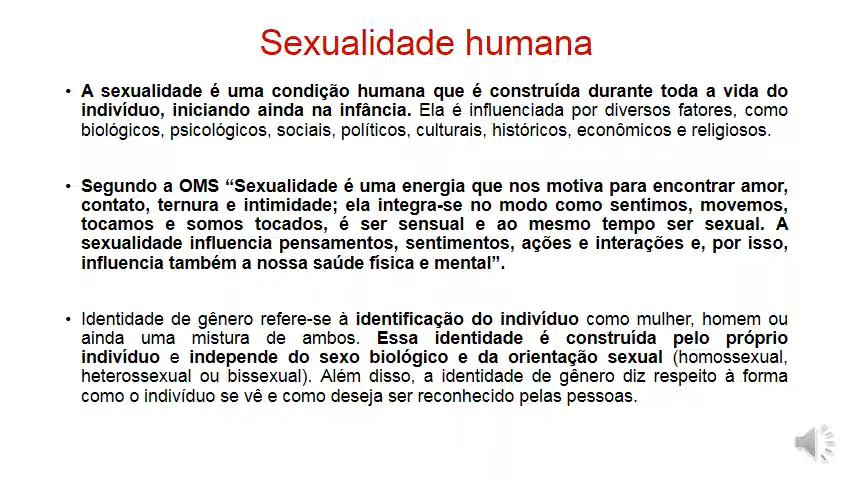 Sexualidade humana
• A sexualidade é uma condição humana que é construída durante toda a vida do
indivíduo, iniciando ainda na infância. Ela é influenciada por diversos fatores, como
biológicos, psicológicos, sociais, políticos, culturais, históricos, econômicos e religiosos.
• Segundo a OMS “Sexualidade é uma energia que nos motiva para encontrar amor,
contato, ternura e intimidade; ela integra-se no modo como sentimos, movemos,
tocamos e somos tocados, é ser sensual e ao mesmo tempo ser sexual. A
sexualidade influencia pensamentos, sentimentos, ações e interações e, por isso,
influencia também a nossa saúde física e mental”.
• Identidade de gênero refere-se à identificação do indivíduo como mulher, homem ou
ainda uma mistura de ambos. Essa identidade é construída pelo próprio
indivíduo e independe do sexo biológico e da orientação sexual (homossexual,
heterossexual ou bissexual). Além disso, a identidade de gênero diz respeito à forma
como o indivíduo se vê e como deseja ser reconhecido pelas pessoas.